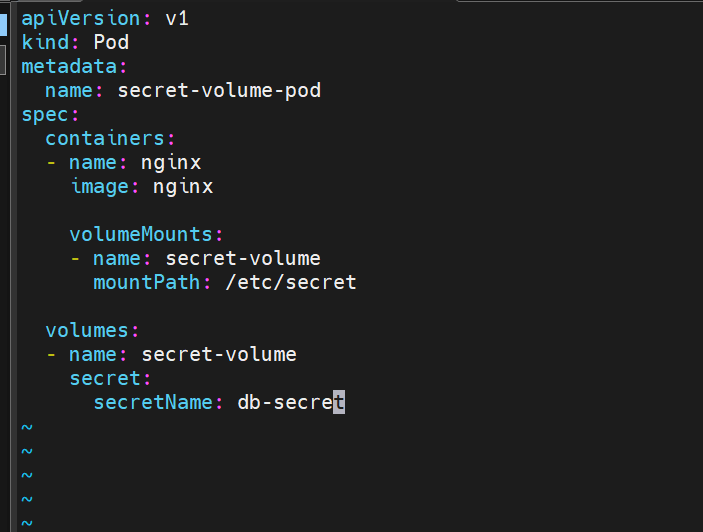 apiVersion: v1
kind: Pod
metadata:
  name: secret-volume-pod
spec:
  containers:
  - name: nginx
    image: nginx

    volumeMounts:
    - name: secret-volume
      mountPath: /etc/secret

  volumes:
  - name: secret-volume
    secret:
      secretName: db-secret
~
~
~
~
~